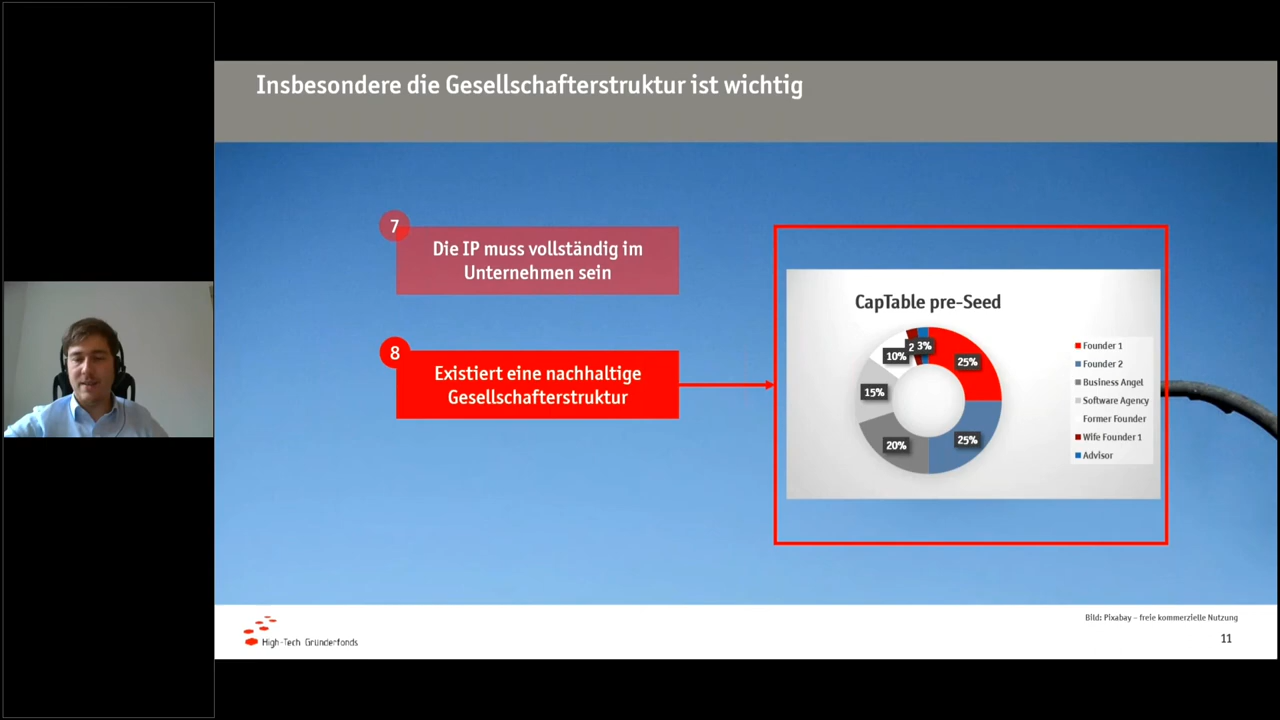 Insbesondere die Gesellschafterstruktur ist wichtig
7
Die IP muss vollständig im
Unternehmen sein
8
Existiert eine nachhaltige
Gesellschafterstruktur
CapTable pre-Seed
25%
25%
20%
15%
10%
2
3%
Founder 1
Founder 2
Business Angel
Software Agency
Former Founder
Wife Founder 1
Advisor
High-Tech Gründerfonds
Bild: Pixabay – freie kommerzielle Nutzung
11